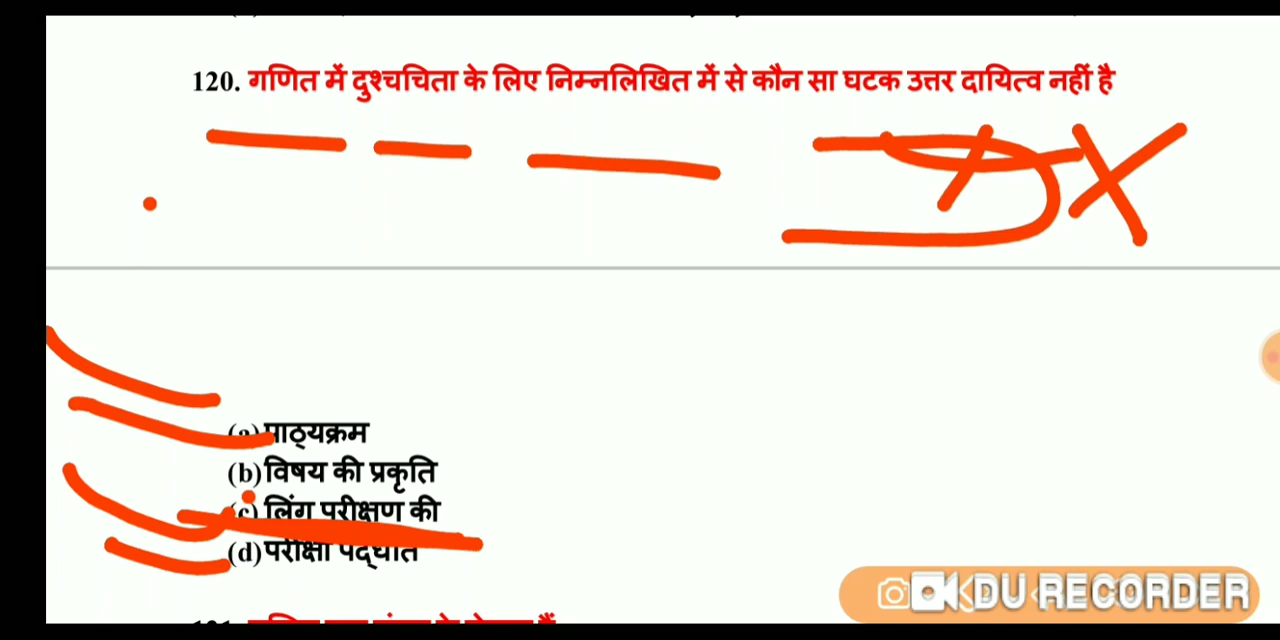 120. गणित में दुश्चचिता के लिए निम्नलिखित में से कौन सा घटक उत्तर दायित्व नहीं है
(a) पाठ्यक्रम
(b) विषय की प्रकृति
(c) लिंग परीक्षण की
(d) परीक्षा पद्धति
DU RECORDER